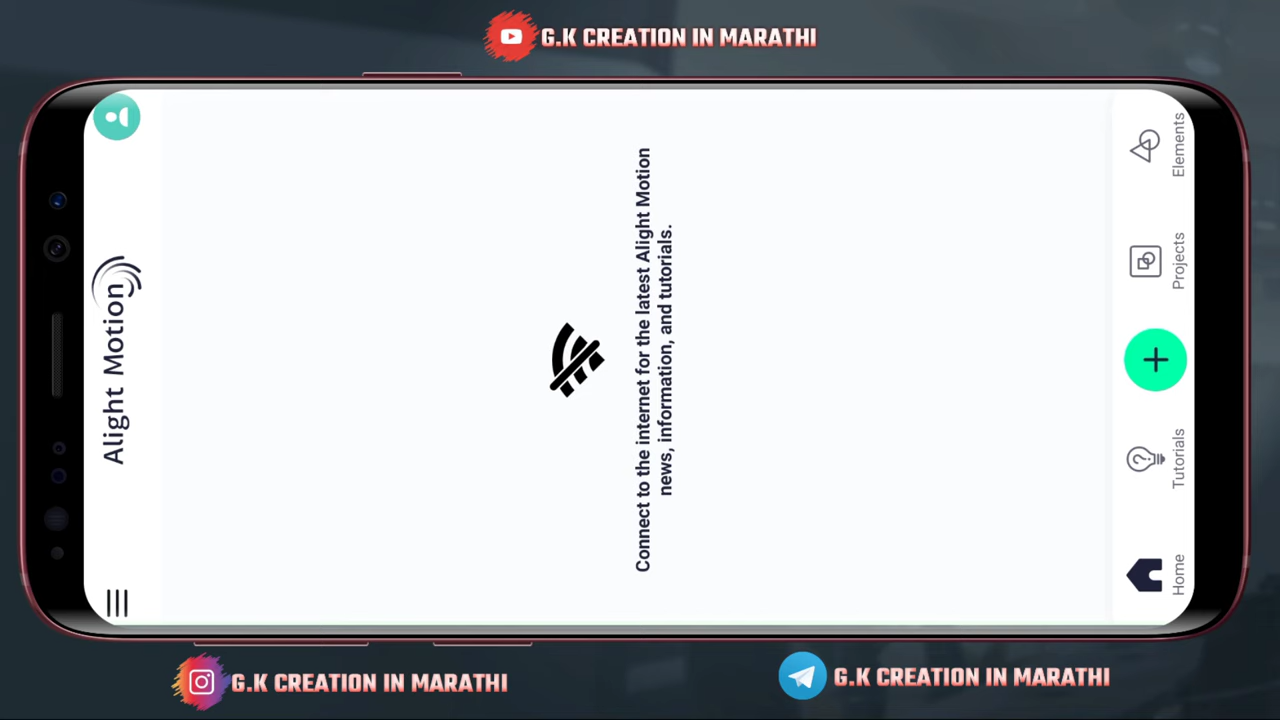 G.K CREATION IN MARATHI
Alight Motion
Connect to the internet for the latest Alight Motion
news, information, and tutorials.
Home
Tutorials
Projects
Elements
G.K CREATION IN MARATHI
G.K CREATION IN MARATHI